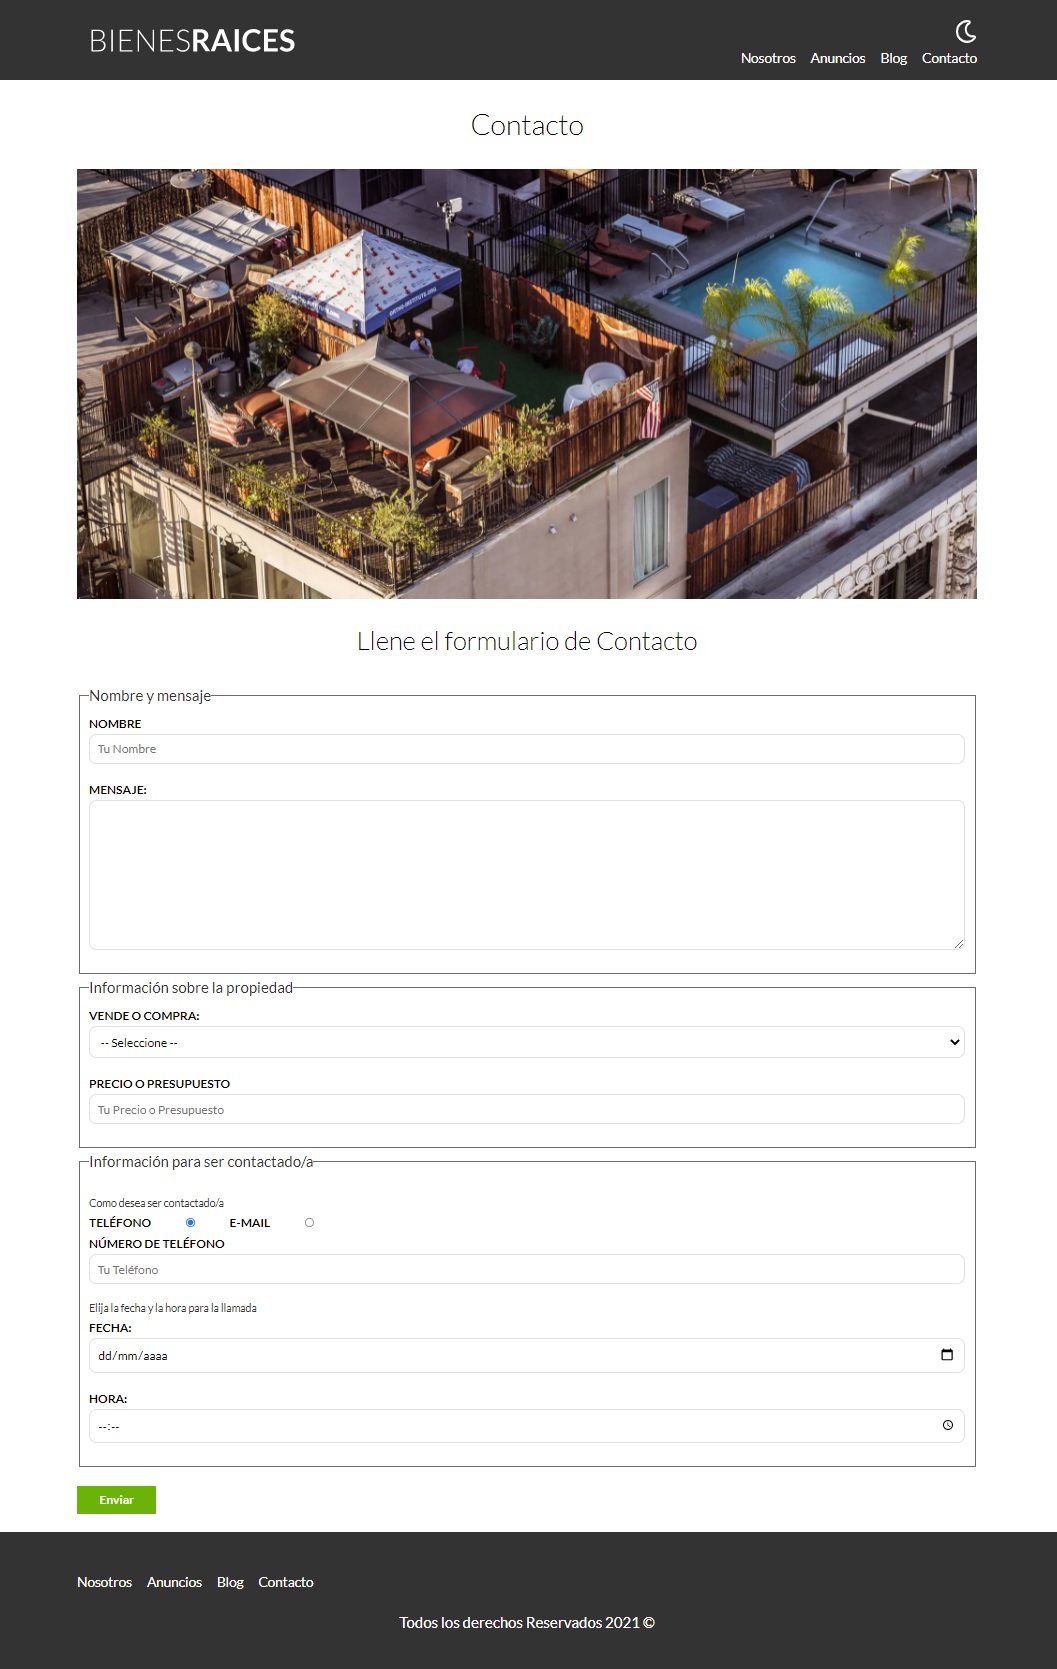 BIENESRAICES
Nosotros Anuncios Blog Contacto
Contacto
Llene el formulario de Contacto
Nombre y mensaje
NOMBRE
Tu Nombre
MENSAJE:
Información sobre la propiedad
VENDE O COMPRA:
-- Seleccione --
PRECIO O PRESUPUESTO
Tu Precio o Presupuesto
Información para ser contactado/a
Como desea ser contactado/a
TELÉFONO E-MAIL
NÚMERO DE TELÉFONO
Tu Teléfono
Elija la fecha y la hora para la llamada
FECHA:
dd/mm/aaaa
HORA:
--:--
Enviar
Nosotros Anuncios Blog Contacto
Todos los derechos Reservados 2021 ©